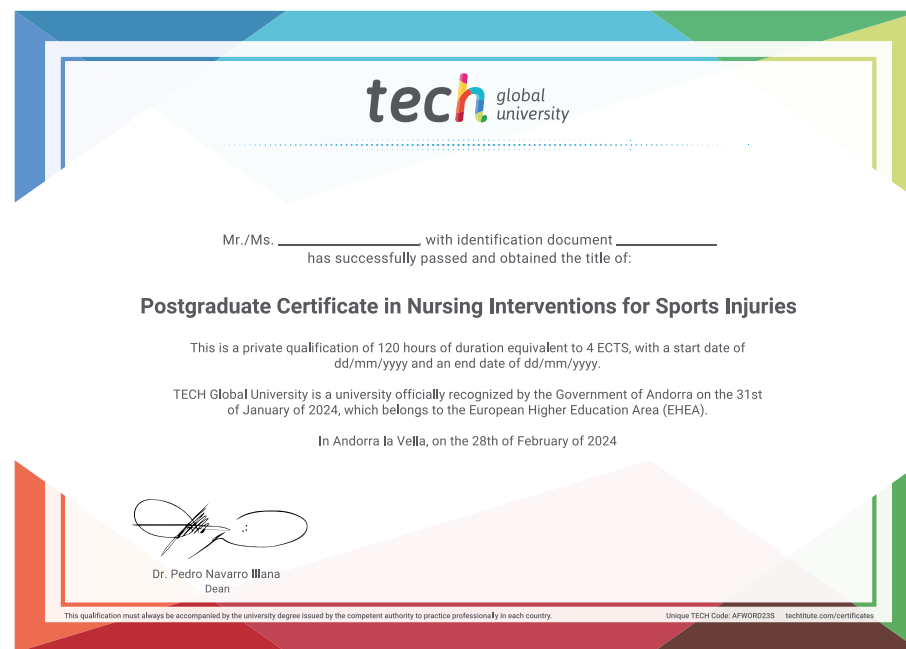 tech global university
Mr./Ms. ____________________, with identification document ______________
has successfully passed and obtained the title of:
Postgraduate Certificate in Nursing Interventions for Sports Injuries
This is a private qualification of 120 hours of duration equivalent to 4 ECTS, with a start date of
dd/mm/yyyy and an end date of dd/mm/yyyy.
TECH Global University is a university officially recognized by the Government of Andorra on the 31st
of January of 2024, which belongs to the European Higher Education Area (EHEA).
In Andorra la Vella, on the 28th of February of 2024
Dr. Pedro Navarro Illana
Dean
This qualification must always be accompanied by the university degree issued by the competent authority to practice professionally in each country. Unique TECH Code: AFWORD23S techtitute.com/certificates